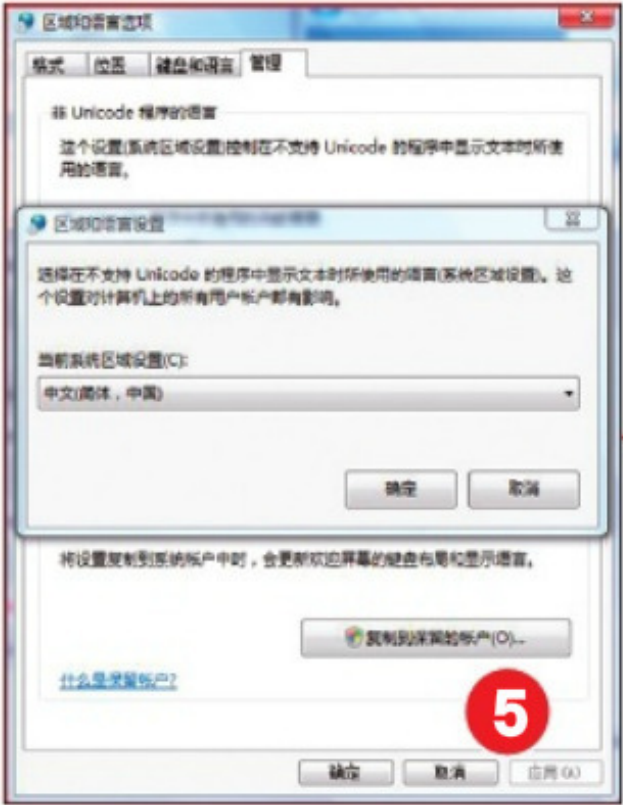 区域和语言选项
格式 位置 键盘和语言 管理
非 Unicode 程序的语言
这个设置(系统区域设置)控制在不支持 Unicode 的程序中显示文本时所使
用的语言。
区域和语言设置
选择在不支持 Unicode 的程序中显示文本时所使用的语言(系统区域设置)。这
个设置对计算机上的所有用户帐户都有影响。
当前系统区域设置(C):
中文(简体，中国)
确定 取消
将设置复制到系统帐户中时，会更新欢迎屏幕的键盘布局和显示语言。
复制到保留的帐户(O)...
什么是保留帐户?
5
确定 取消 应用(A)